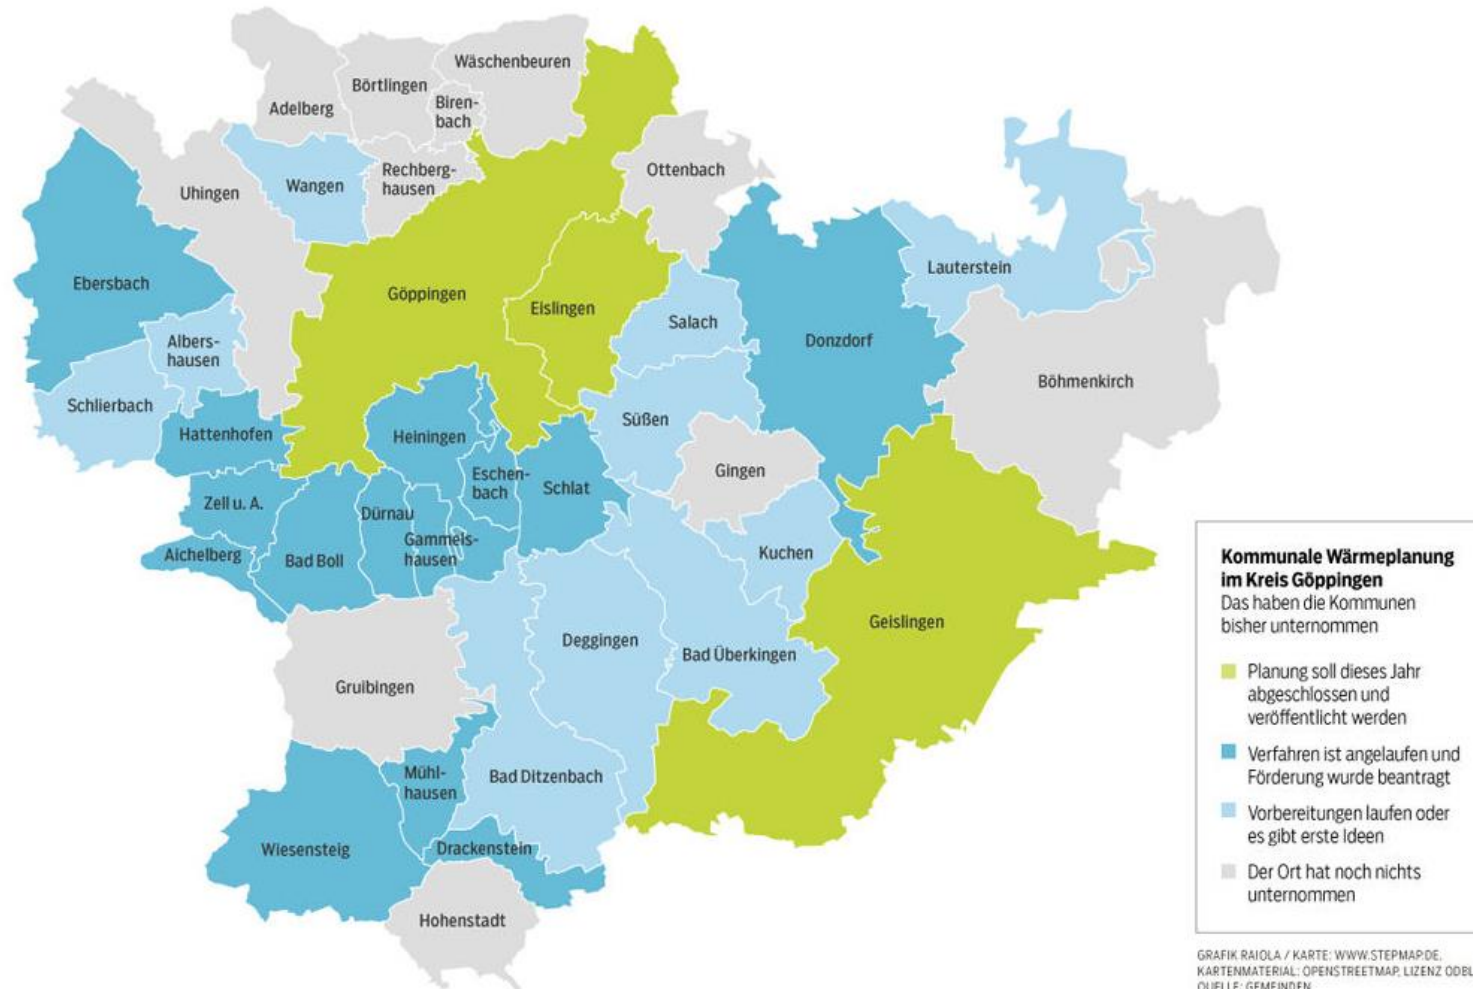 Wäschenbeuren
Börtlingen
Adelberg
Biren-
bach
Rechberg-
hausen
Ottenbach
Wangen
Uhingen
Lauterstein
Ebersbach
Göppingen
Eislingen
Salach
Donzdorf
Albers-
hausen
Böhmenkirch
Schlierbach
Süßen
Hattenhofen
Heiningen
Gingen
Eschen-
bach
Schlat
Zell u. A.
Dürnau
Gammels-
hausen
Aichelberg
Bad Boll
Kuchen
Geislingen
Deggingen
Bad Überkingen
Gruibingen
Mühl-
hausen
Bad Ditzenbach
Wiesensteig
Drackenstein
Hohenstadt
Kommunale Wärmeplanung
im Kreis Göppingen
Das haben die Kommunen
bisher unternommen
Planung soll dieses Jahr
abgeschlossen und
veröffentlicht werden
Verfahren ist angelaufen und
Förderung wurde beantragt
Vorbereitungen laufen oder
es gibt erste Ideen
Der Ort hat noch nichts
unternommen
GRAFIK RAIOLA / KARTE: WWW.STEPMAP.DE.
KARTENMATERIAL: OPENSTREETMAP, LIZENZ ODBL
QUELLE: GEMEINDEN